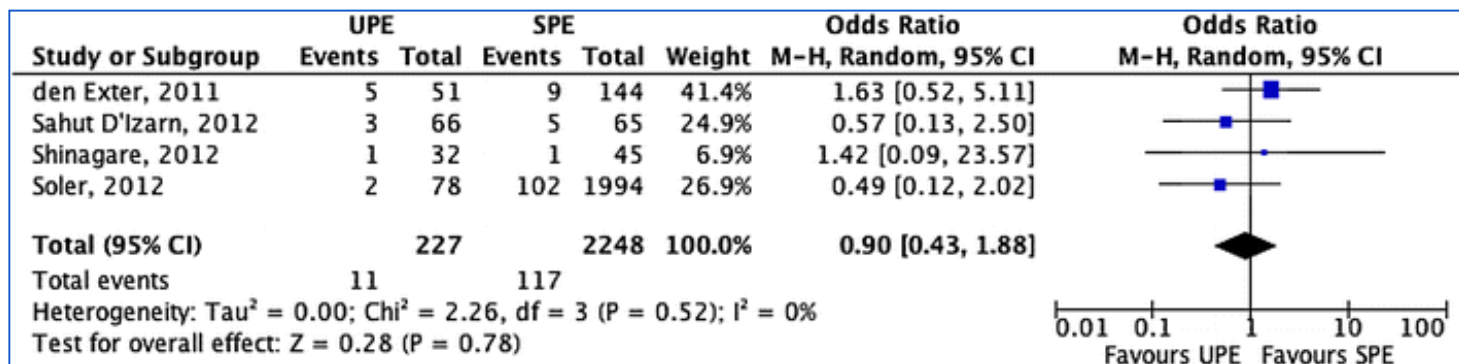 UPE SPE Odds Ratio Odds Ratio
Study or Subgroup Events Total Events Total Weight M-H, Random, 95% CI M-H, Random, 95% CI
den Exter, 2011 5 51 9 144 41.4% 1.63 [0.52, 5.11]
Sahut D'Izarn, 2012 3 66 5 65 24.9% 0.57 [0.13, 2.50]
Shinagare, 2012 1 32 1 45 6.9% 1.42 [0.09, 23.57]
Soler, 2012 2 78 102 1994 26.9% 0.49 [0.12, 2.02]
Total (95% CI) 227 2248 100.0% 0.90 [0.43, 1.88]
Total events 11 117
Heterogeneity: Tau² = 0.00; Chi² = 2.26, df = 3 (P = 0.52); I² = 0%
Test for overall effect: Z = 0.28 (P = 0.78)
0.01 0.1 1 10 100
Favours UPE Favours SPE